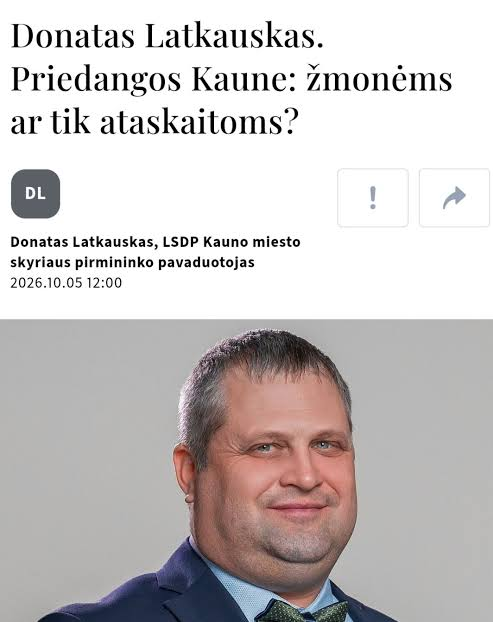 Donatas Latkauskas.
Priedangos Kaune: žmonėms
ar tik ataskaitoms?
DL
!
Donatas Latkauskas, LSDP Kauno miesto
skyriaus pirmininko pavaduotojas
2026.10.05 12:00